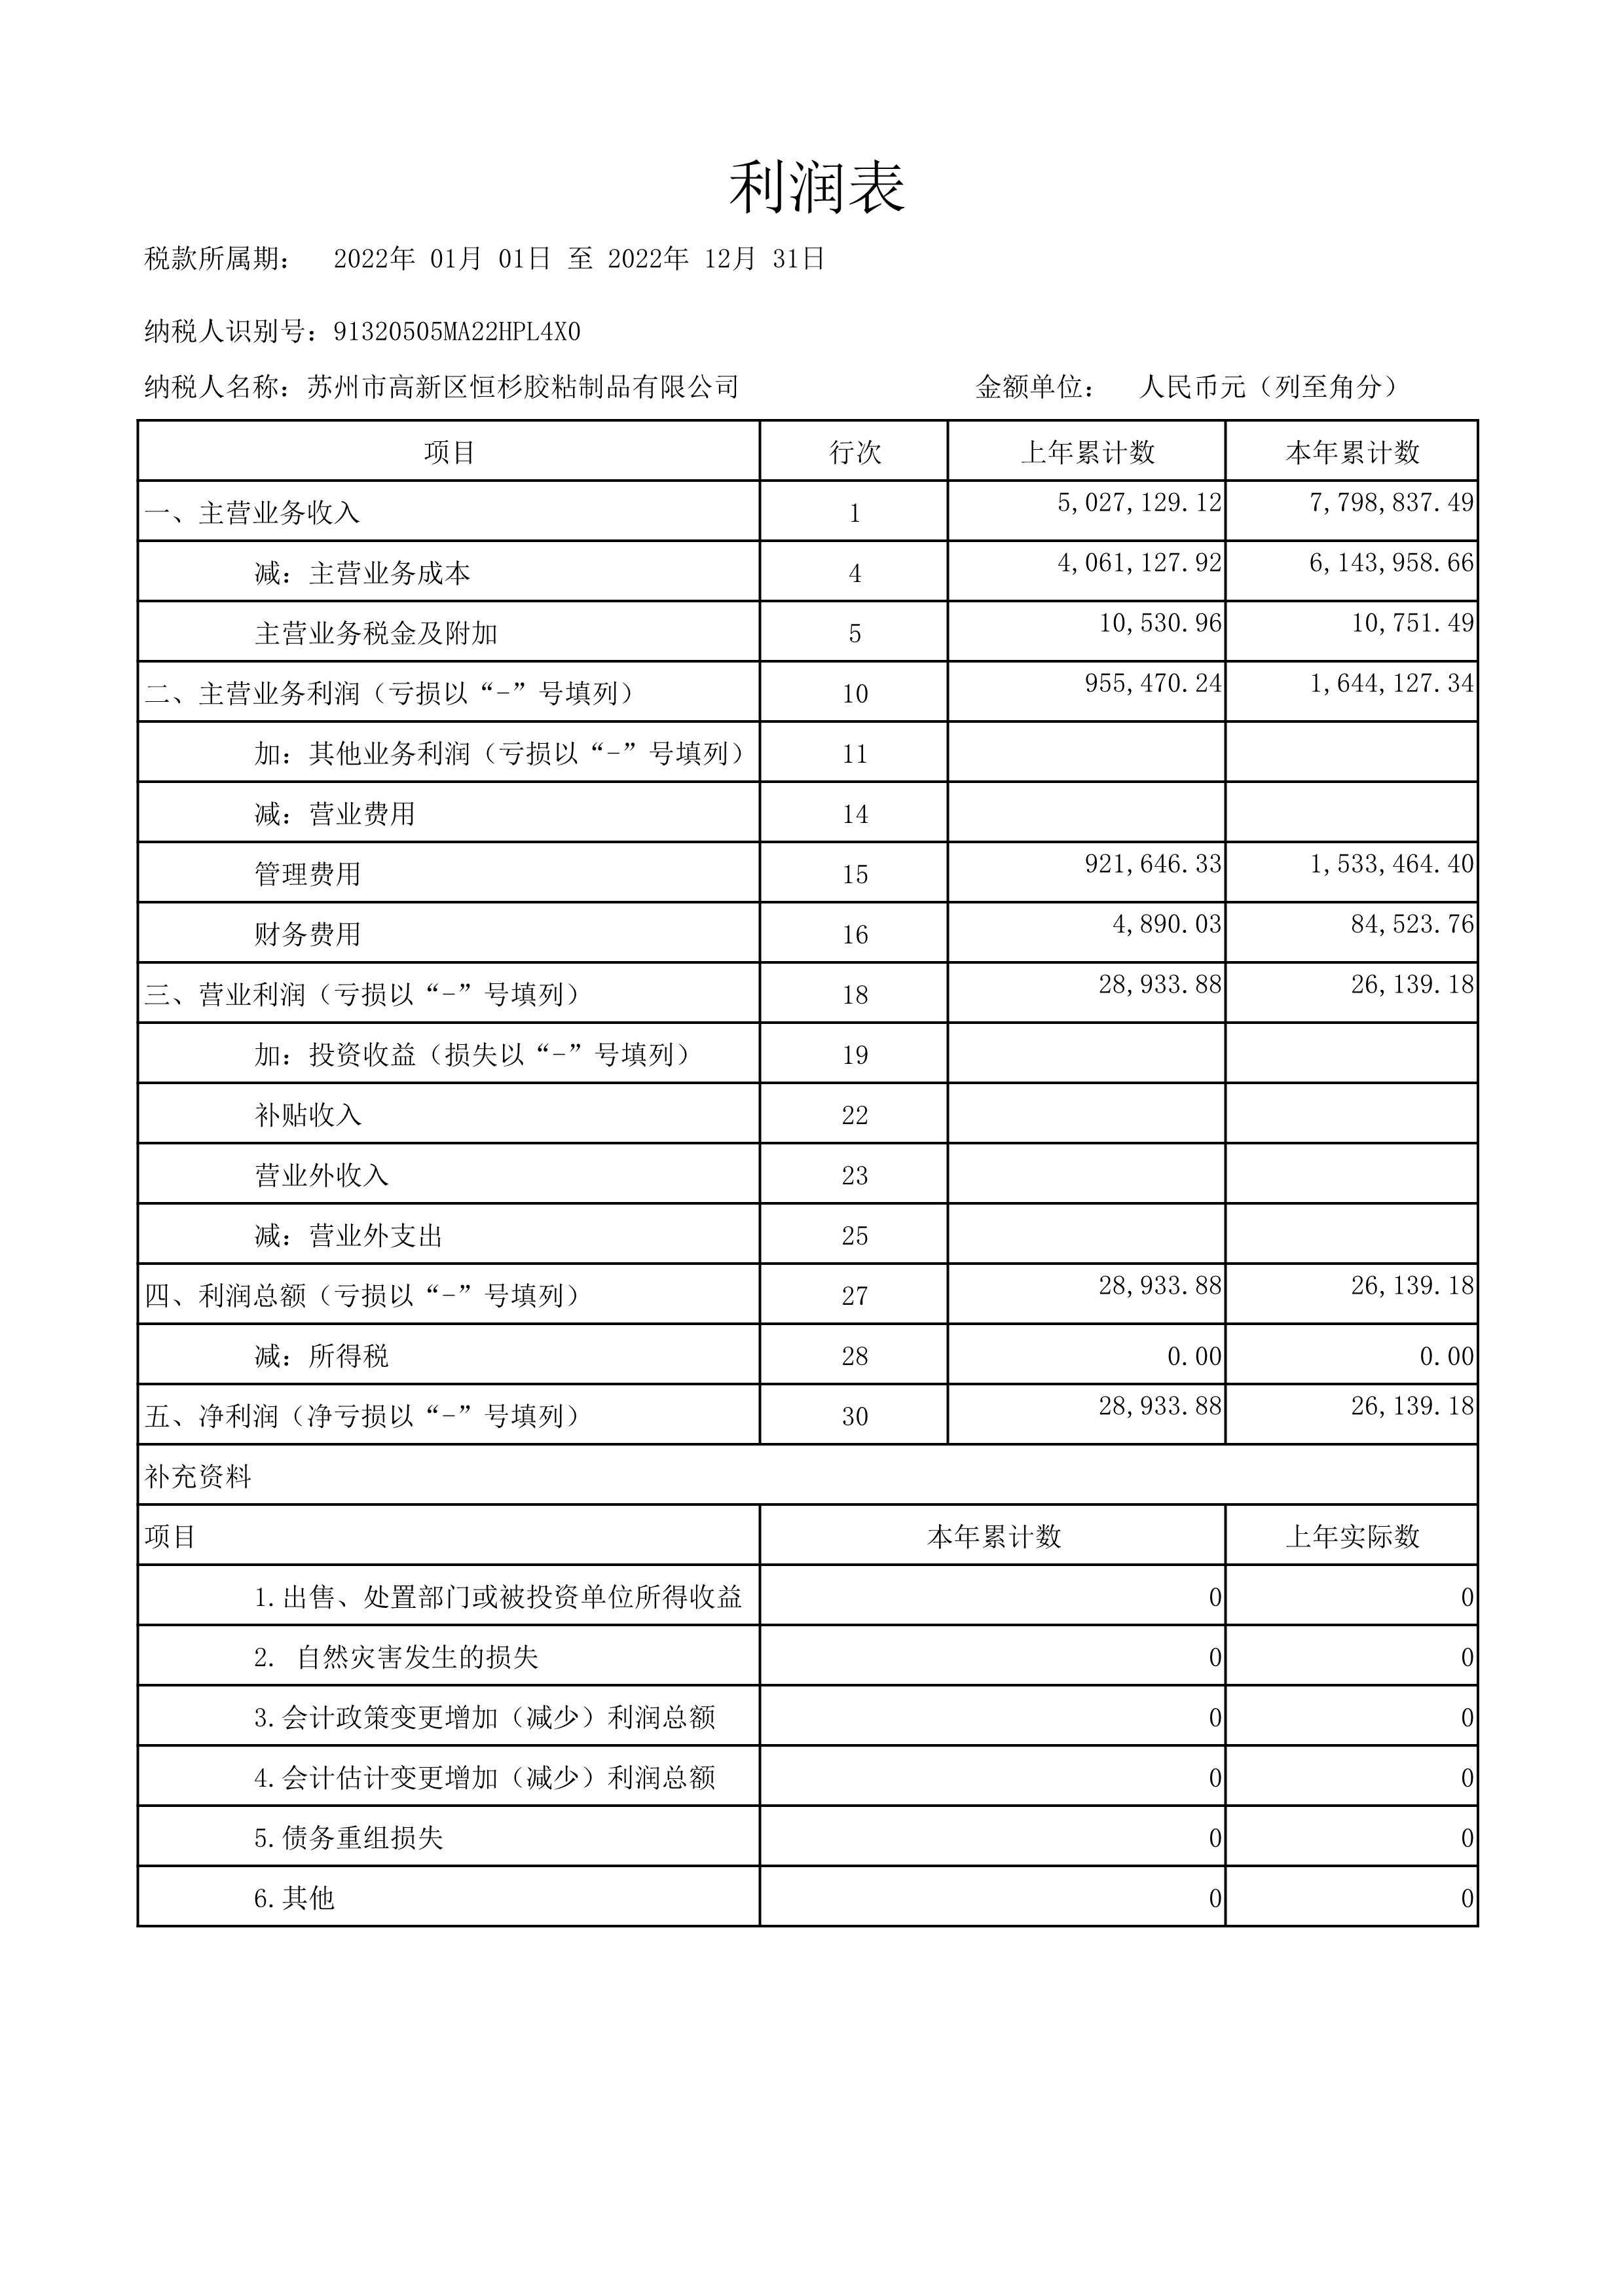 利润表
税款所属期： 2022年 01月 01日 至 2022年 12月 31日
纳税人识别号：91320505MA22HPL4X0
纳税人名称：苏州市高新区恒杉胶粘制品有限公司 金额单位： 人民币元（列至角分）
项目 行次 上年累计数 本年累计数
一、主营业务收入 1 5,027,129.12 7,798,837.49
减：主营业务成本 4 4,061,127.92 6,143,958.66
主营业务税金及附加 5 10,530.96 10,751.49
二、主营业务利润（亏损以“-”号填列） 10 955,470.24 1,644,127.34
加：其他业务利润（亏损以“-”号填列） 11
减：营业费用 14
管理费用 15 921,646.33 1,533,464.40
财务费用 16 4,890.03 84,523.76
三、营业利润（亏损以“-”号填列） 18 28,933.88 26,139.18
加：投资收益（损失以“-”号填列） 19
补贴收入 22
营业外收入 23
减：营业外支出 25
四、利润总额（亏损以“-”号填列） 27 28,933.88 26,139.18
减：所得税 28 0.00 0.00
五、净利润（净亏损以“-”号填列） 30 28,933.88 26,139.18
补充资料
项目 本年累计数 上年实际数
1.出售、处置部门或被投资单位所得收益 0 0
2. 自然灾害发生的损失 0 0
3.会计政策变更增加（减少）利润总额 0 0
4.会计估计变更增加（减少）利润总额 0 0
5.债务重组损失 0 0
6.其他 0 0